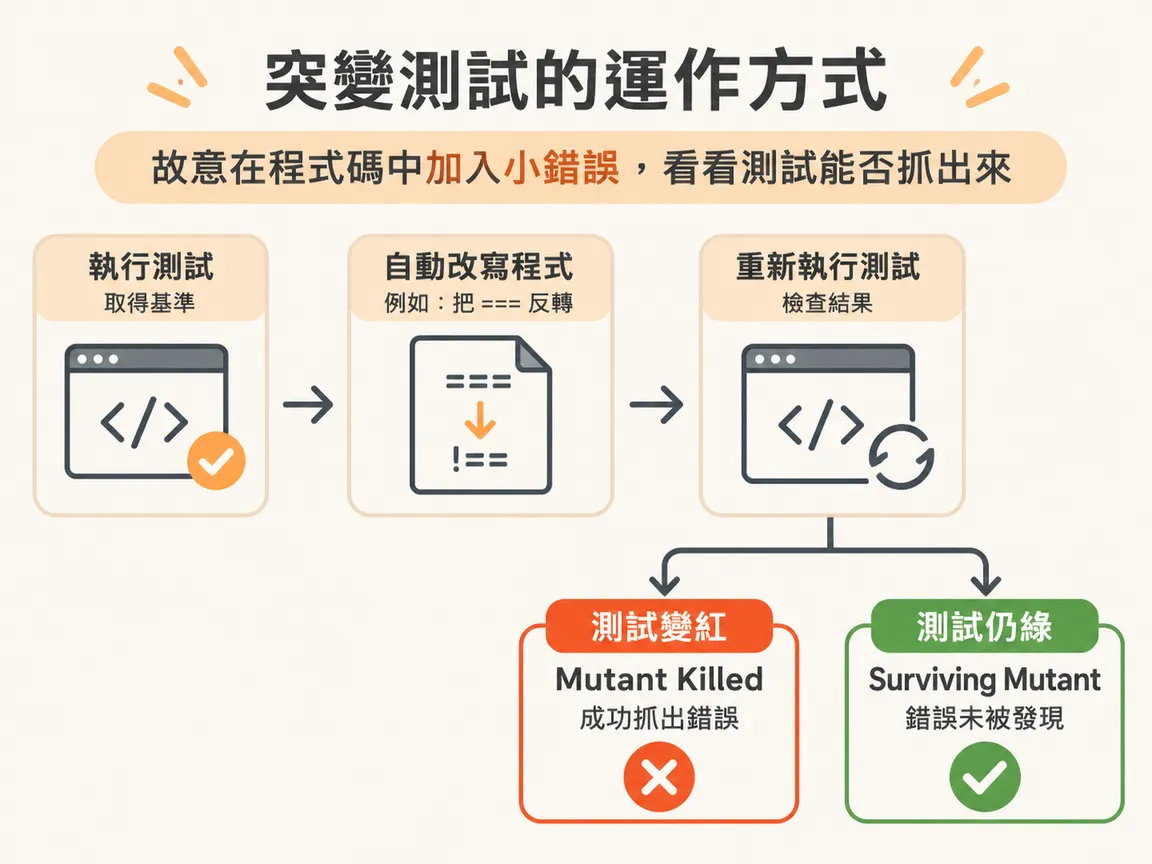 突變測試的運作方式
故意在程式碼中加入小錯誤，看看測試能否抓出來
執行測試
取得基準
</>
自動改寫程式
例如：把 === 反轉
===
!==
重新執行測試
檢查結果
</>
測試變紅
Mutant Killed
成功抓出錯誤
測試仍綠
Surviving Mutant
錯誤未被發現